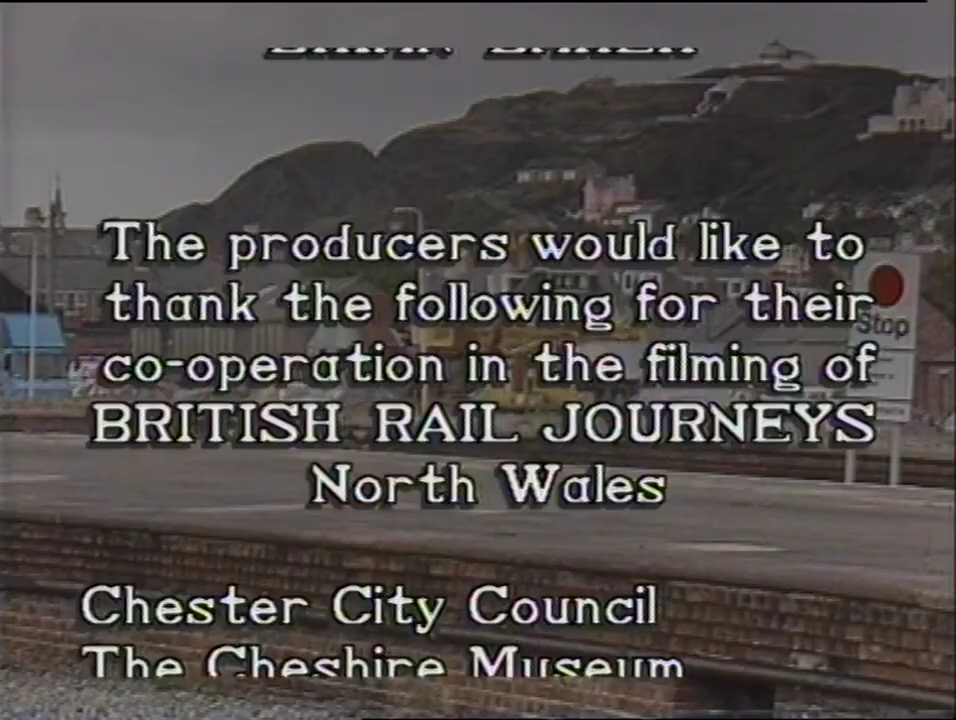 The producers would like to
thank the following for their
co-operation in the filming of
BRITISH RAIL JOURNEYS
North Wales
Chester City Council
The Cheshire Museum
Stop